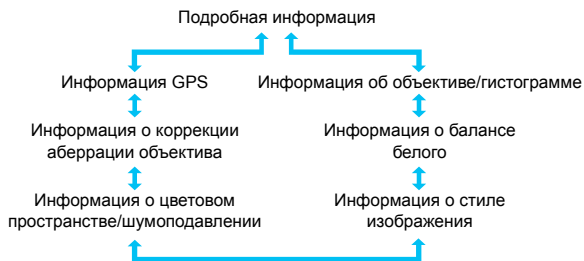 Подробная информация
Информация GPS
Информация об объективе/гистограмме
Информация о коррекции
аберрации объектива
Информация о балансе
белого
Информация о цветовом
пространстве/шумоподавлении
Информация о стиле
изображения